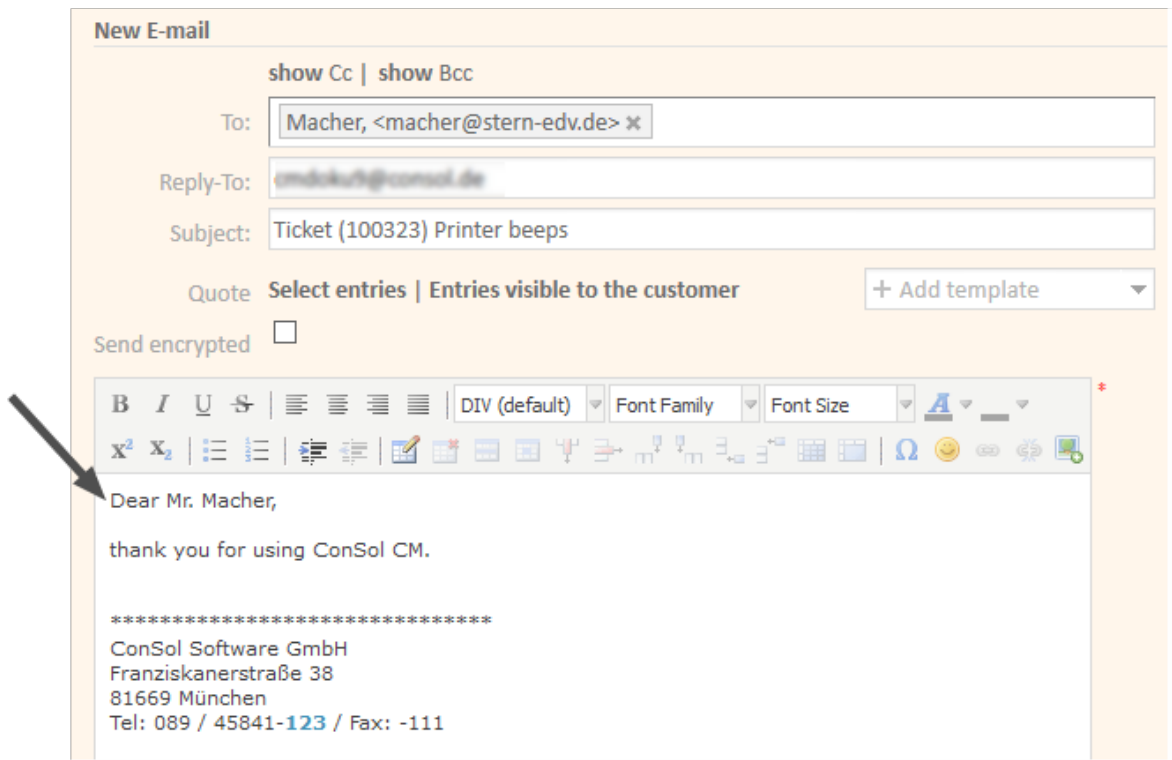 New E-mail
show Cc | show Bcc
To: Macher, <macher@stern-edv.de> ×
Reply-To:
Subject: Ticket (100323) Printer beeps
Quote Select entries | Entries visible to the customer + Add template
Send encrypted
*
B I U S DIV (default) Font Family Font Size A
x² x₂ Ω
Dear Mr. Macher,
thank you for using ConSol CM.
*******************************
ConSol Software GmbH
Franziskanerstraße 38
81669 München
Tel: 089 / 45841-123 / Fax: -111